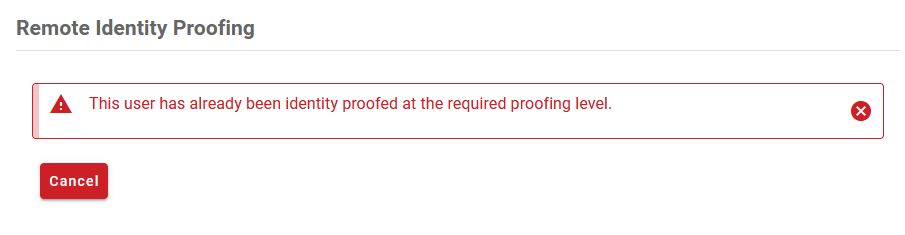 Remote Identity Proofing
This user has already been identity proofed at the required proofing level.
Cancel